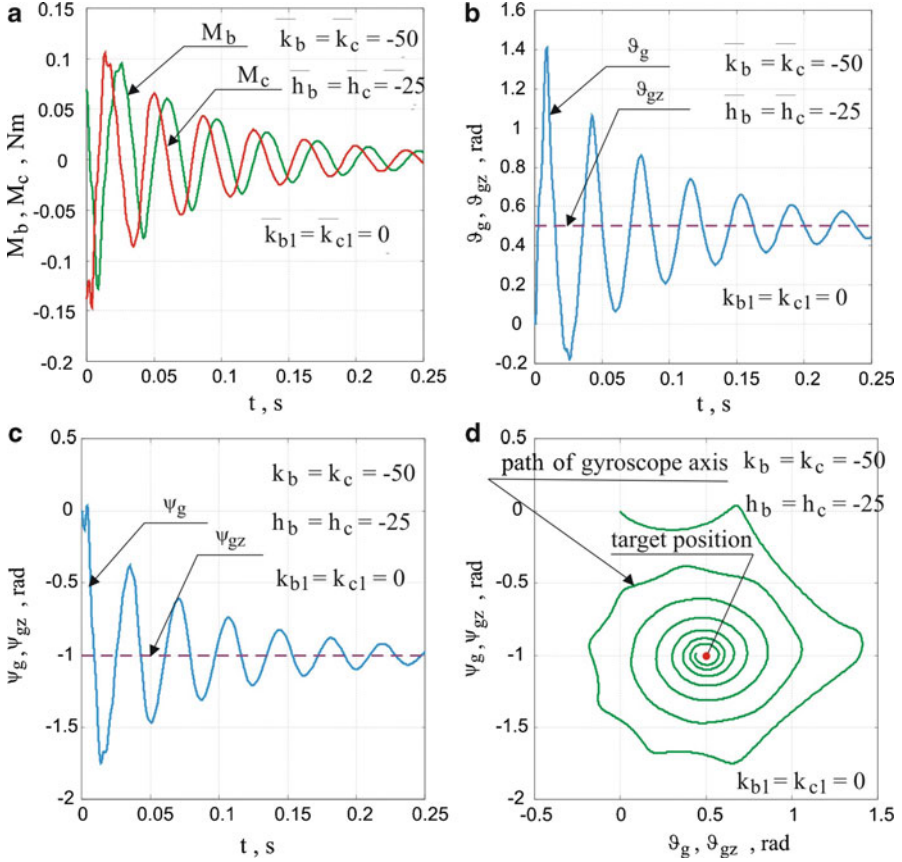 a
M_b
k̅_b = k̅_c = -50
M_c
h̅_b = h̅_c = -25
k̅_b1 = k̅_c1 = 0
0.1
0.05
0
-0.05
-0.1
-0.15
-0.2
0 0.05 0.1 0.15 0.2 0.25
M_b , M_c , Nm
t , s
b
ϑ_g
k̅_b = k̅_c = -50
ϑ_gz
h̅_b = h̅_c = -25
k_b1 = k_c1 = 0
1.6
1.4
1.2
1
0.8
0.6
0.4
0.2
0
-0.2
0 0.05 0.1 0.15 0.2 0.25
ϑ_g , ϑ_gz , rad
t , s
c
k_b = k_c = -50
ψ_g
h_b = h_c = -25
ψ_gz
k_b1 = k_c1 = 0
0.5
0
-0.5
-1
-1.5
-2
0 0.05 0.1 0.15 0.2 0.25
ψ_g , ψ_gz , rad
t , s
d
path of gyroscope axis
k_b = k_c = -50
h_b = h_c = -25
target position
k_b1 = k_c1 = 0
0.5
0
-0.5
-1
-1.5
-2
-0.5 0 0.5 1 1.5
ψ_g , ψ_gz , rad
ϑ_g , ϑ_gz , rad